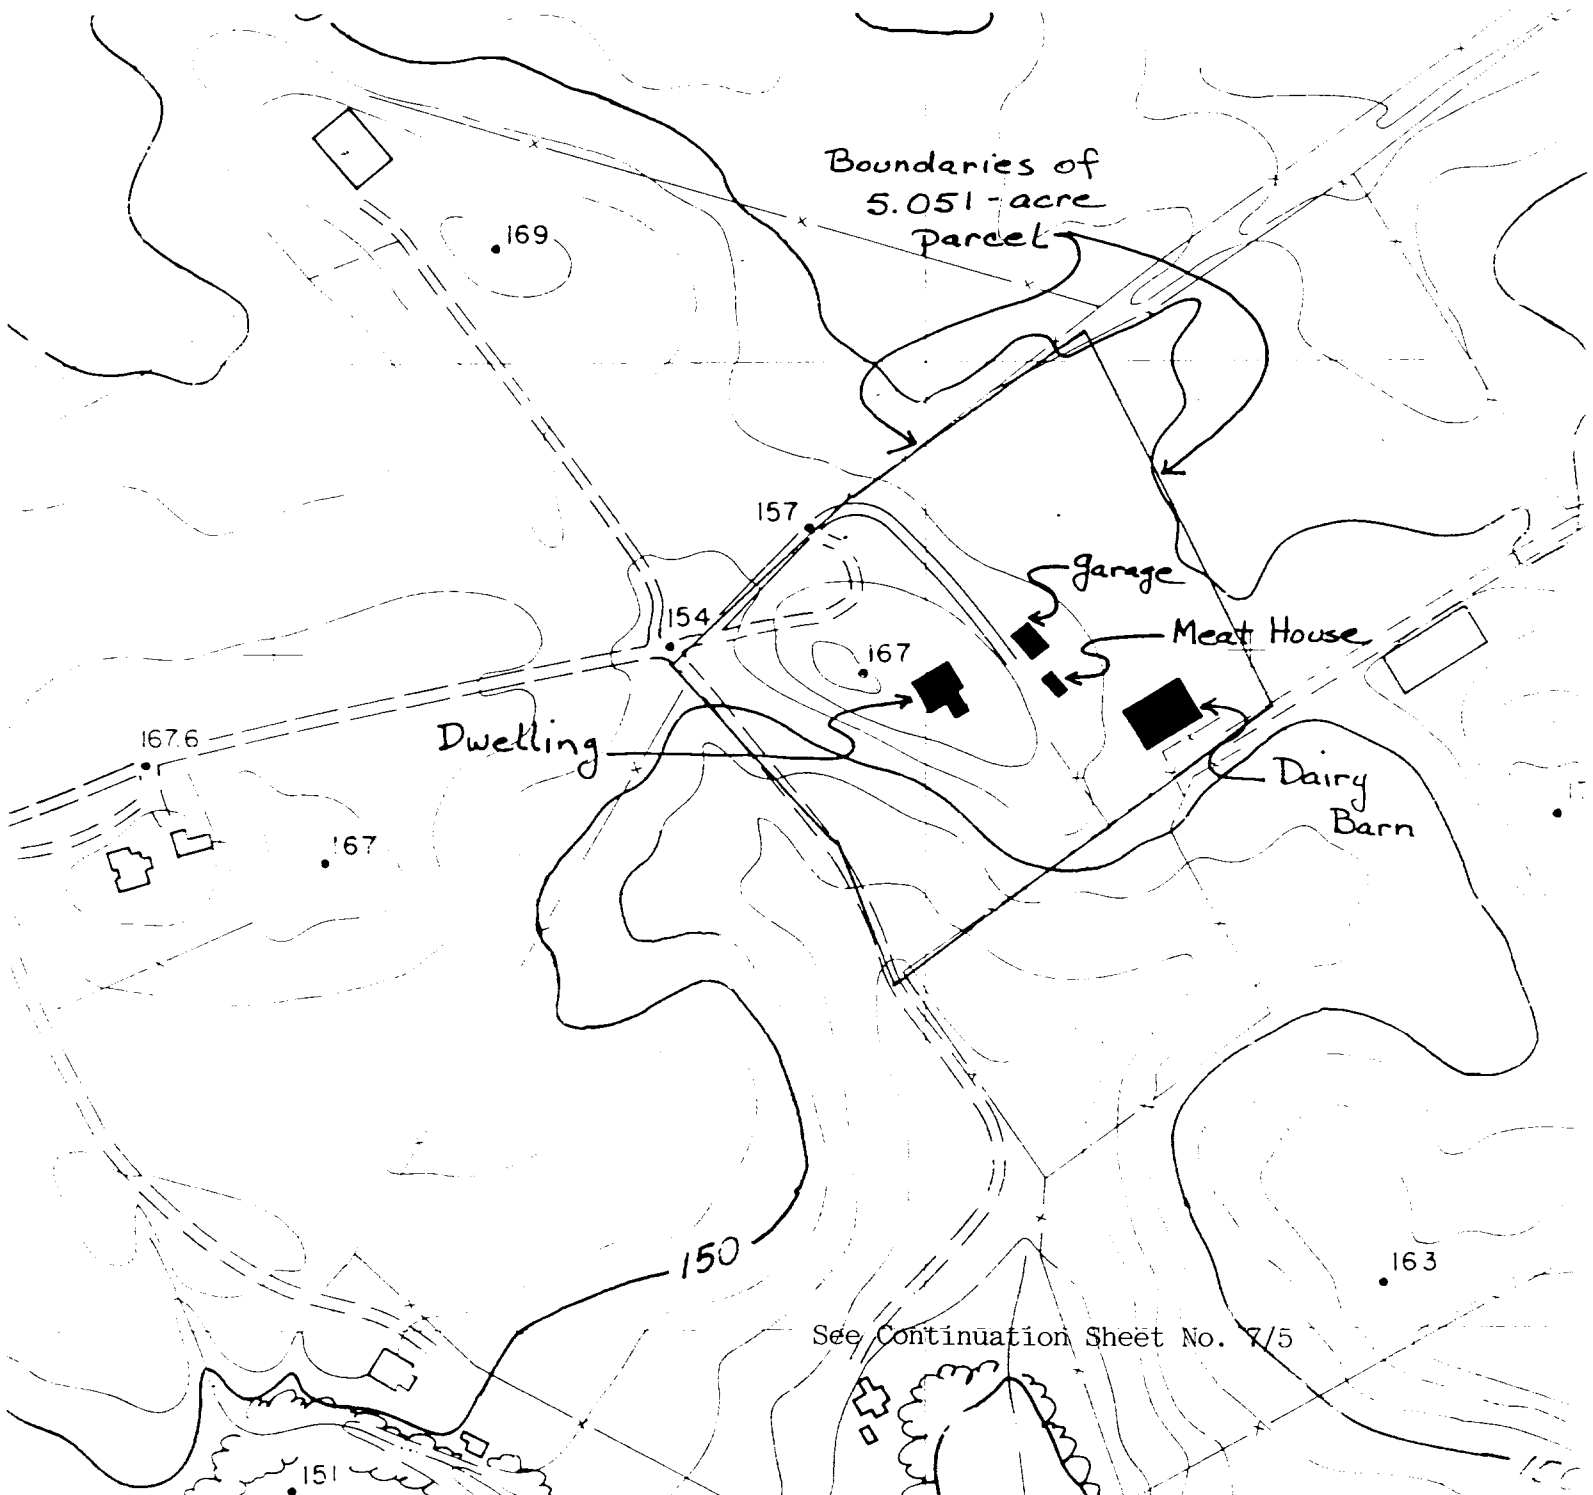 Boundaries of
5.051-acre
parcel
169
157
garage
154
Meat House
167
Dwelling
167.6
Dairy
Barn
167
150
163
See Continuation Sheet No. 7/5
151